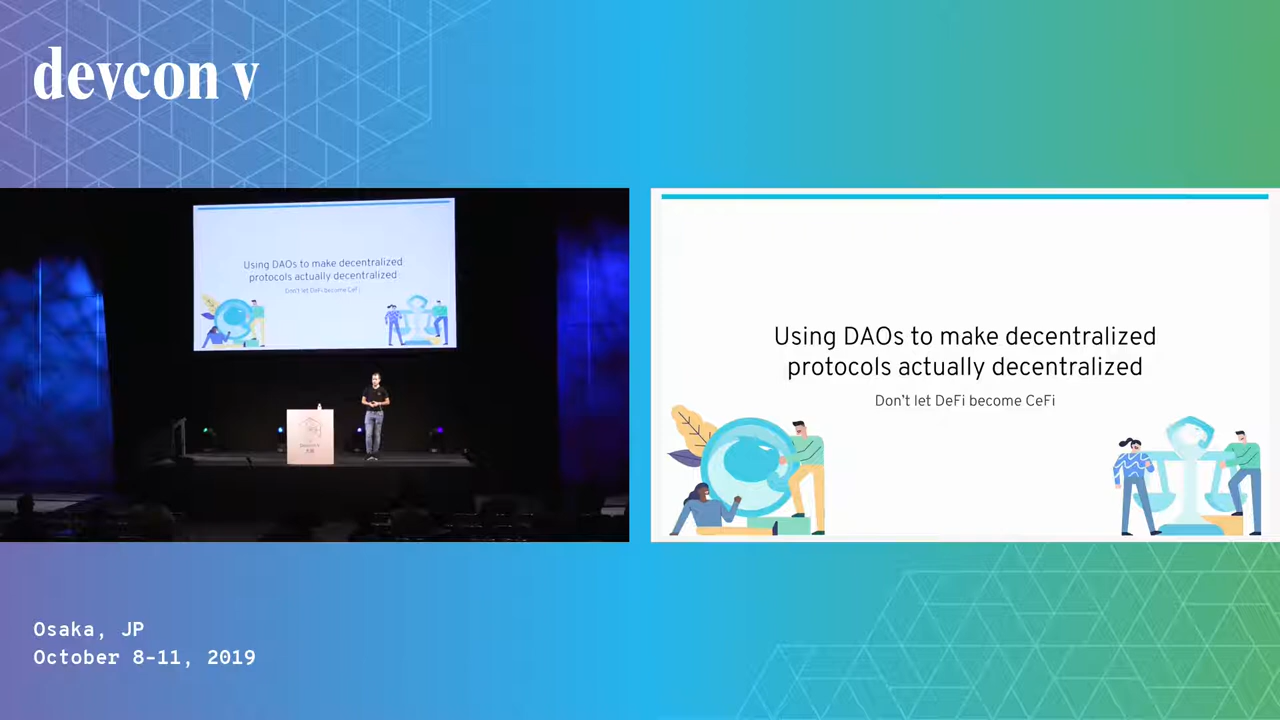 devcon v
Using DAOs to make decentralized
protocols actually decentralized
Don't let DeFi become CeFi
Using DAOs to make decentralized
protocols actually decentralized
Don't let DeFi become CeFi
Osaka, JP
October 8-11, 2019